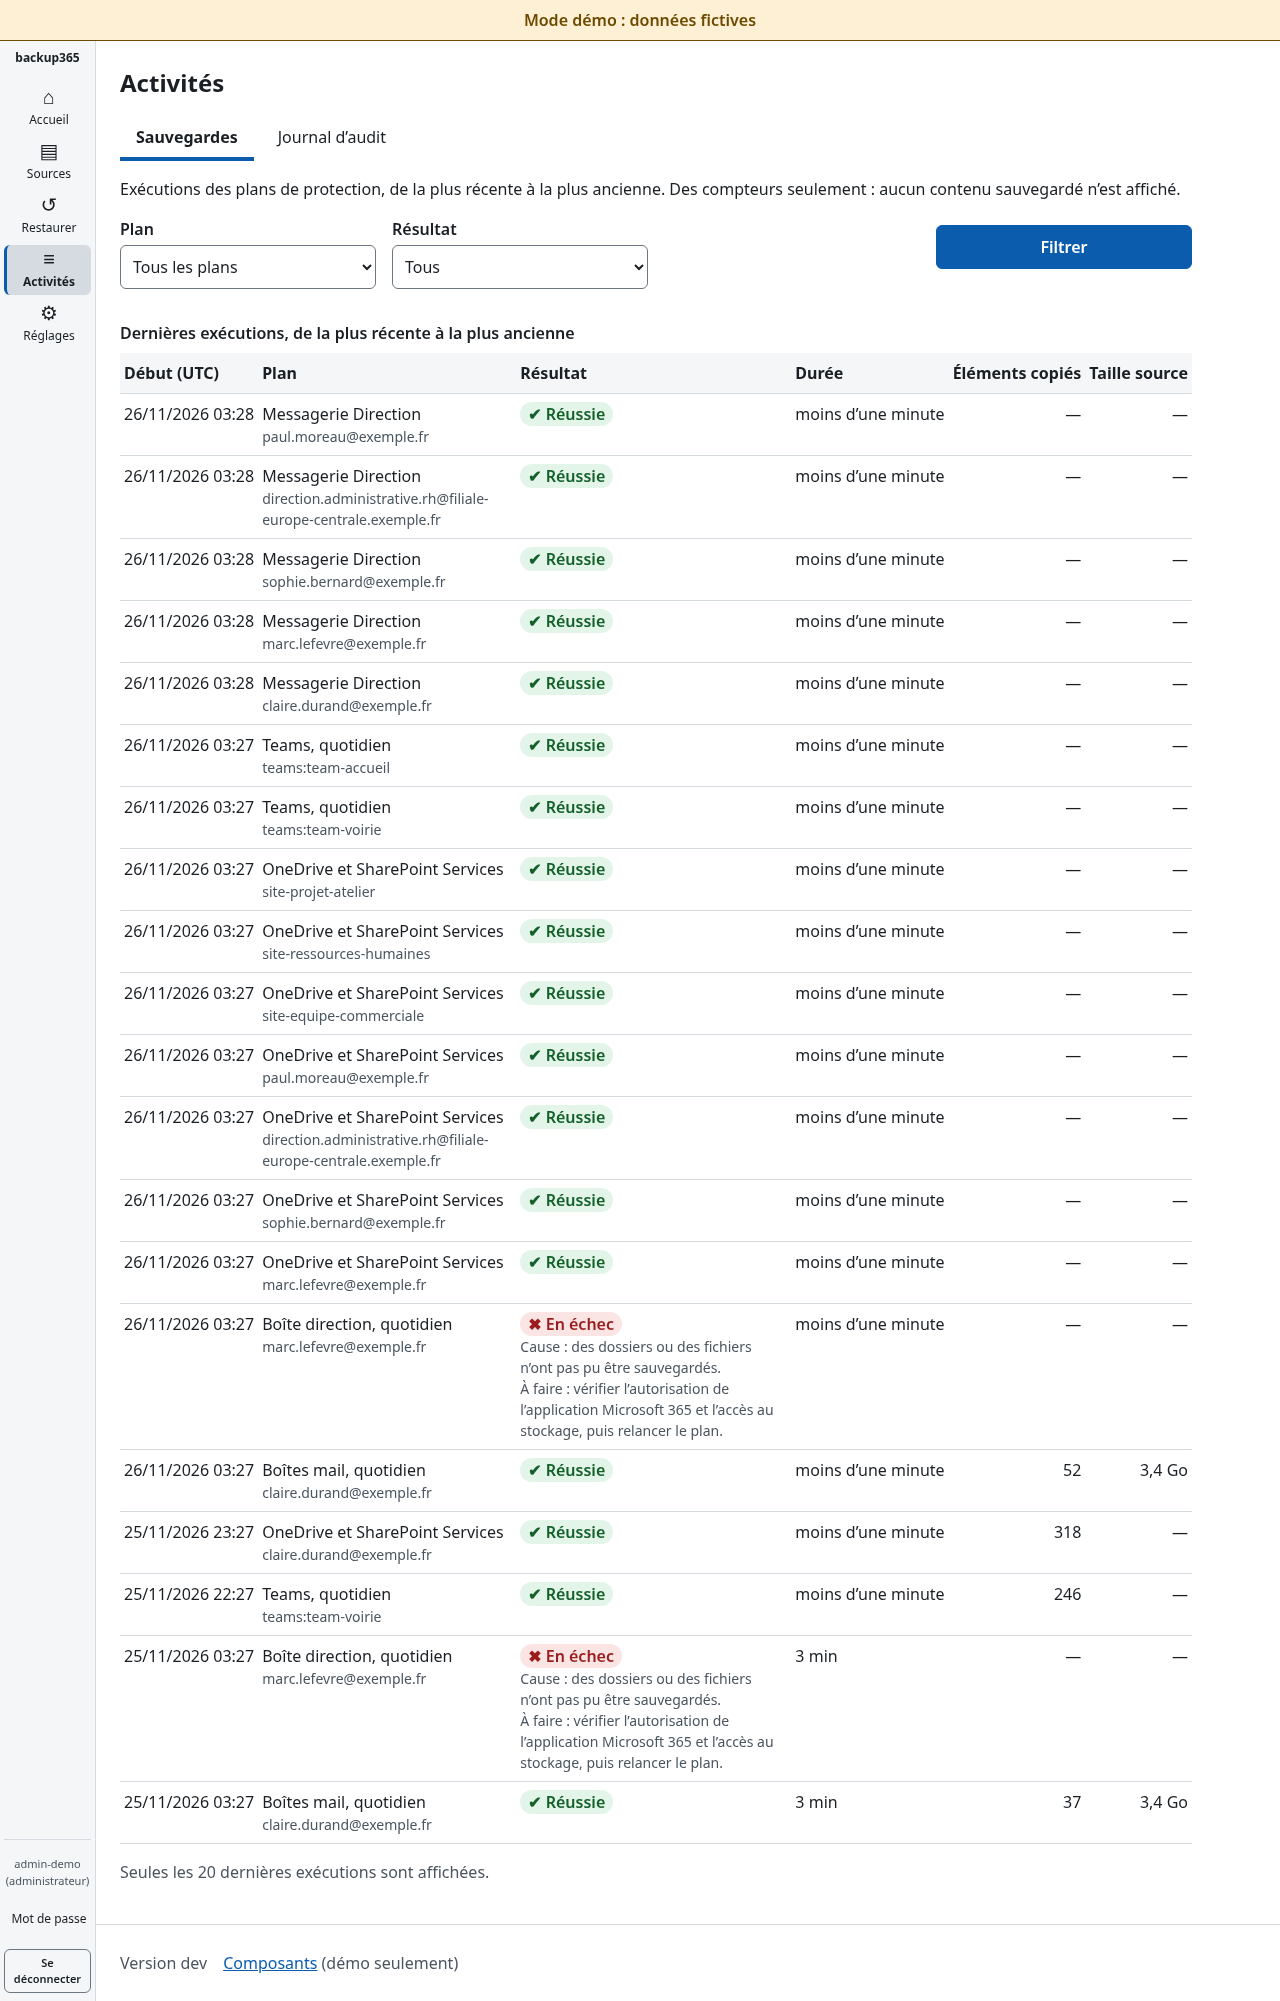 Mode démo : données fictives
backup365
Accueil
Sources
Restaurer
Activités
Réglages
admin-demo
(administrateur)
Mot de passe
Se
déconnecter
Activités
Sauvegardes Journal d’audit
Exécutions des plans de protection, de la plus récente à la plus ancienne. Des compteurs seulement : aucun contenu sauvegardé n’est affiché.
Plan Résultat
Tous les plans Tous Filtrer
Dernières exécutions, de la plus récente à la plus ancienne
Début (UTC) Plan Résultat Durée Éléments copiés Taille source
26/11/2026 03:28 Messagerie Direction ✔ Réussie moins d’une minute — —
paul.moreau@exemple.fr
26/11/2026 03:28 Messagerie Direction ✔ Réussie moins d’une minute — —
direction.administrative.rh@filiale-
europe-centrale.exemple.fr
26/11/2026 03:28 Messagerie Direction ✔ Réussie moins d’une minute — —
sophie.bernard@exemple.fr
26/11/2026 03:28 Messagerie Direction ✔ Réussie moins d’une minute — —
marc.lefevre@exemple.fr
26/11/2026 03:28 Messagerie Direction ✔ Réussie moins d’une minute — —
claire.durand@exemple.fr
26/11/2026 03:27 Teams, quotidien ✔ Réussie moins d’une minute — —
teams:team-accueil
26/11/2026 03:27 Teams, quotidien ✔ Réussie moins d’une minute — —
teams:team-voirie
26/11/2026 03:27 OneDrive et SharePoint Services ✔ Réussie moins d’une minute — —
site-projet-atelier
26/11/2026 03:27 OneDrive et SharePoint Services ✔ Réussie moins d’une minute — —
site-ressources-humaines
26/11/2026 03:27 OneDrive et SharePoint Services ✔ Réussie moins d’une minute — —
site-equipe-commerciale
26/11/2026 03:27 OneDrive et SharePoint Services ✔ Réussie moins d’une minute — —
paul.moreau@exemple.fr
26/11/2026 03:27 OneDrive et SharePoint Services ✔ Réussie moins d’une minute — —
direction.administrative.rh@filiale-
europe-centrale.exemple.fr
26/11/2026 03:27 OneDrive et SharePoint Services ✔ Réussie moins d’une minute — —
sophie.bernard@exemple.fr
26/11/2026 03:27 OneDrive et SharePoint Services ✔ Réussie moins d’une minute — —
marc.lefevre@exemple.fr
26/11/2026 03:27 Boîte direction, quotidien ✖ En échec moins d’une minute — —
marc.lefevre@exemple.fr Cause : des dossiers ou des fichiers
n’ont pas pu être sauvegardés.
À faire : vérifier l’autorisation de
l’application Microsoft 365 et l’accès au
stockage, puis relancer le plan.
26/11/2026 03:27 Boîtes mail, quotidien ✔ Réussie moins d’une minute 52 3,4 Go
claire.durand@exemple.fr
25/11/2026 23:27 OneDrive et SharePoint Services ✔ Réussie moins d’une minute 318 —
claire.durand@exemple.fr
25/11/2026 22:27 Teams, quotidien ✔ Réussie moins d’une minute 246 —
teams:team-voirie
25/11/2026 03:27 Boîte direction, quotidien ✖ En échec 3 min — —
marc.lefevre@exemple.fr Cause : des dossiers ou des fichiers
n’ont pas pu être sauvegardés.
À faire : vérifier l’autorisation de
l’application Microsoft 365 et l’accès au
stockage, puis relancer le plan.
25/11/2026 03:27 Boîtes mail, quotidien ✔ Réussie 3 min 37 3,4 Go
claire.durand@exemple.fr
Seules les 20 dernières exécutions sont affichées.
Version dev Composants (démo seulement)